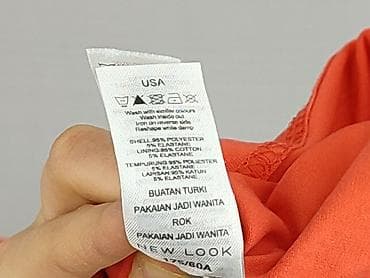 USA
Wash with similar colours
Wash inside out
Iron on reverse side
Reshape while damp
SHELL:95% POLYESTER
5% ELASTANE
LINING:95% COTTON
5% ELASTANE
TEMPURUNG:95% POLYESTER
5% ELASTANE
LAPISAN:95% KATUN
5% ELASTANE
BUATAN TURKI
PAKAIAN JADI WANITA
ROK
PAKAIAN JADI WANITA
NEW LOOK
175/80A